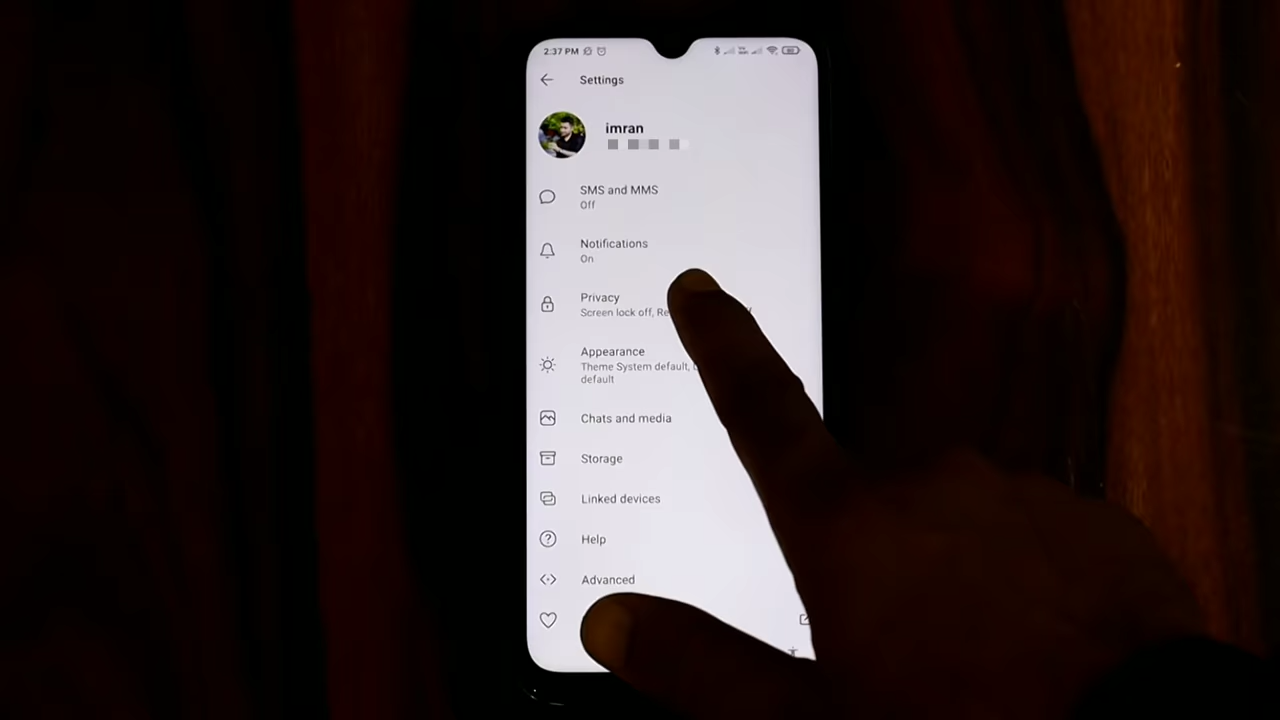 2:37 PM
Settings
imran
SMS and MMS
Off
Notifications
On
Privacy
Screen lock off,
Appearance
Theme System default,
default
Chats and media
Storage
Linked devices
Help
Advanced